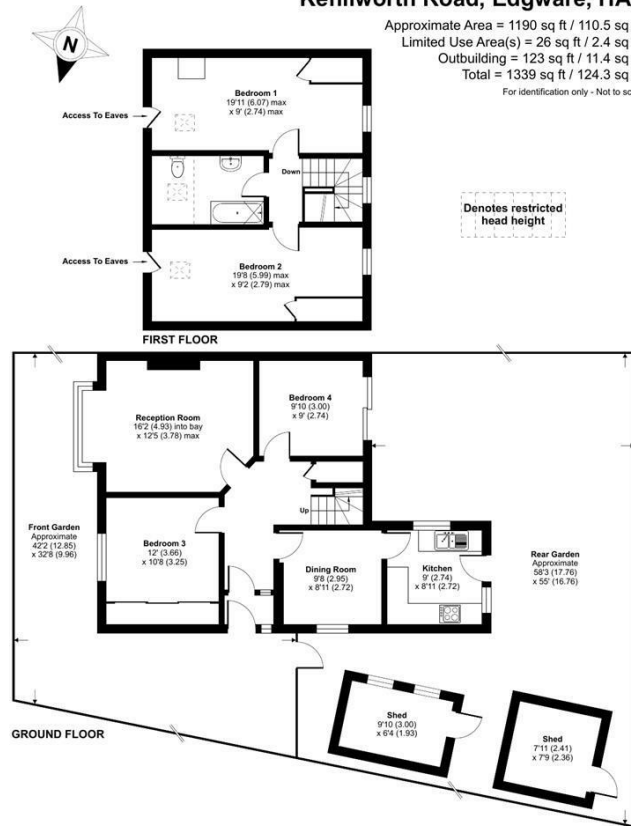 Kenilworth Road, Edgware, HA
Approximate Area = 1190 sq ft / 110.5 sq
Limited Use Area(s) = 26 sq ft / 2.4 sq
Outbuilding = 123 sq ft / 11.4 sq
Total = 1339 sq ft / 124.3 sq
For identification only - Not to sc
N
Bedroom 1
19'11 (6.07) max
x 9' (2.74) max
Access To Eaves
Down
Denotes restricted
head height
Access To Eaves
Bedroom 2
19'8 (5.99) max
x 9'2 (2.79) max
FIRST FLOOR
Reception Room
16'2 (4.93) into bay
x 12'5 (3.78) max
Bedroom 4
9'10 (3.00)
x 9' (2.74)
Up
Front Garden
Approximate
42'2 (12.85)
x 32'8 (9.96)
Bedroom 3
12' (3.66)
x 10'8 (3.25)
Dining Room
9'8 (2.95)
x 8'11 (2.72)
Kitchen
9' (2.74)
x 8'11 (2.72)
Rear Garden
Approximate
58'3 (17.76)
x 55' (16.76)
Shed
9'10 (3.00)
x 6'4 (1.93)
Shed
7'11 (2.41)
x 7'9 (2.36)
GROUND FLOOR